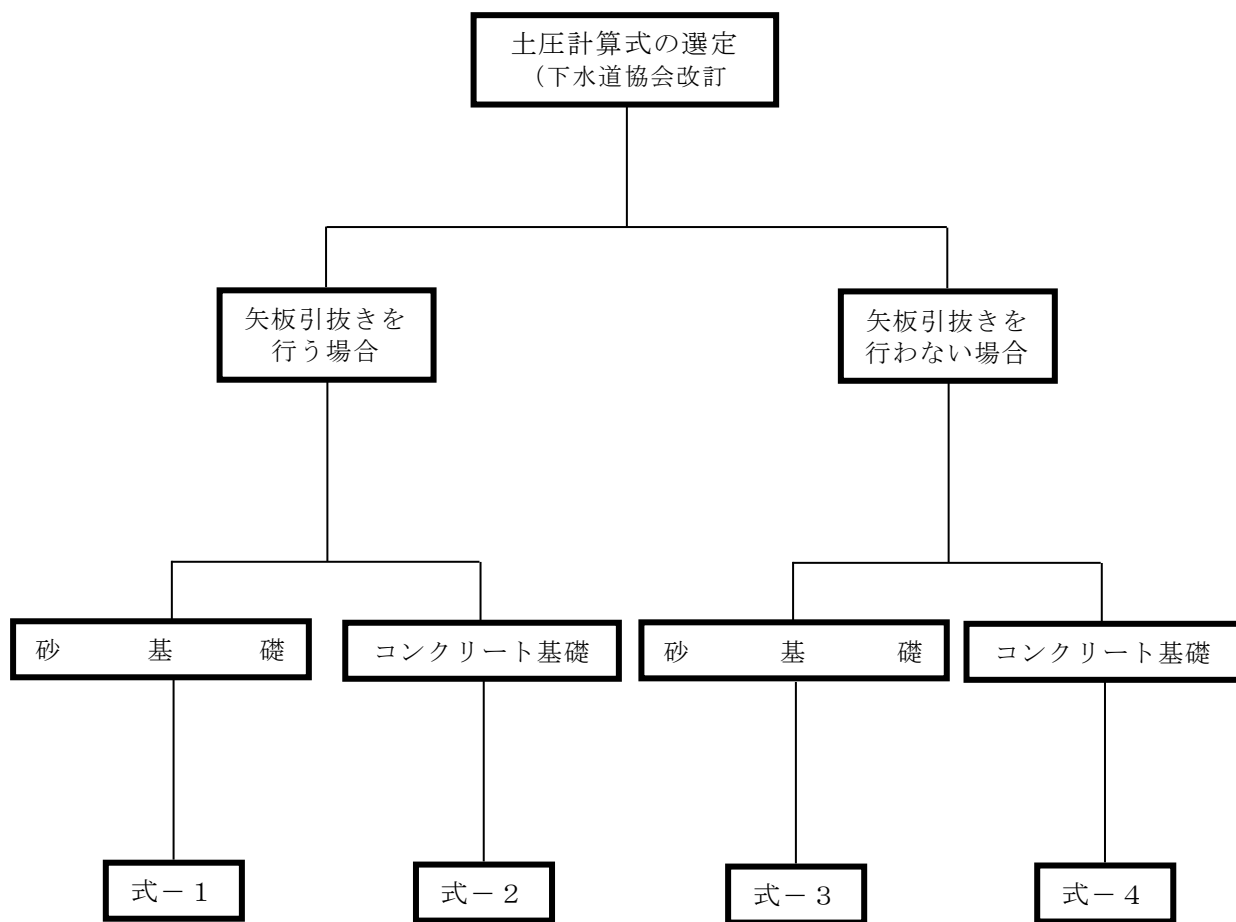 土圧計算式の選定
(下水道協会改訂
矢板引抜きを
行う場合
矢板引抜きを
行わない場合
砂 基 礎
コンクリート基礎
砂 基 礎
コンクリート基礎
式－１
式－２
式－３
式－４